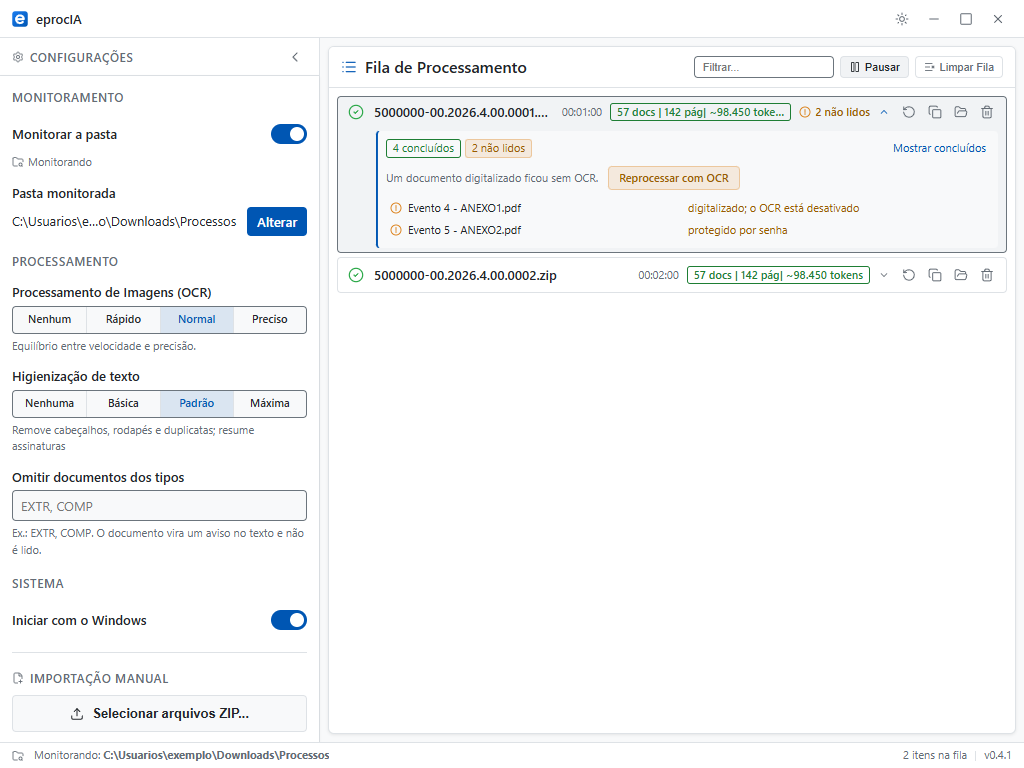 eprocIA
CONFIGURAÇÕES
MONITORAMENTO
Monitorar a pasta
Monitorando
Pasta monitorada
C:\Usuarios\e...o\Downloads\Processos
Alterar
PROCESSAMENTO
Processamento de Imagens (OCR)
Nenhum Rápido Normal Preciso
Equilíbrio entre velocidade e precisão.
Higienização de texto
Nenhuma Básica Padrão Máxima
Remove cabeçalhos, rodapés e duplicatas; resume
assinaturas
Omitir documentos dos tipos
EXTR, COMP
Ex.: EXTR, COMP. O documento vira um aviso no texto e não
é lido.
SISTEMA
Iniciar com o Windows
IMPORTAÇÃO MANUAL
Selecionar arquivos ZIP...
Fila de Processamento
Filtrar...
Pausar
Limpar Fila
5000000-00.2026.4.00.0001.... 00:01:00 57 docs | 142 pág| ~98.450 toke... 2 não lidos
4 concluídos 2 não lidos Mostrar concluídos
Um documento digitalizado ficou sem OCR. Reprocessar com OCR
Evento 4 - ANEXO1.pdf digitalizado; o OCR está desativado
Evento 5 - ANEXO2.pdf protegido por senha
5000000-00.2026.4.00.0002.zip 00:02:00 57 docs | 142 pág| ~98.450 tokens
Monitorando: C:\Usuarios\exemplo\Downloads\Processos
2 itens na fila | v0.4.1